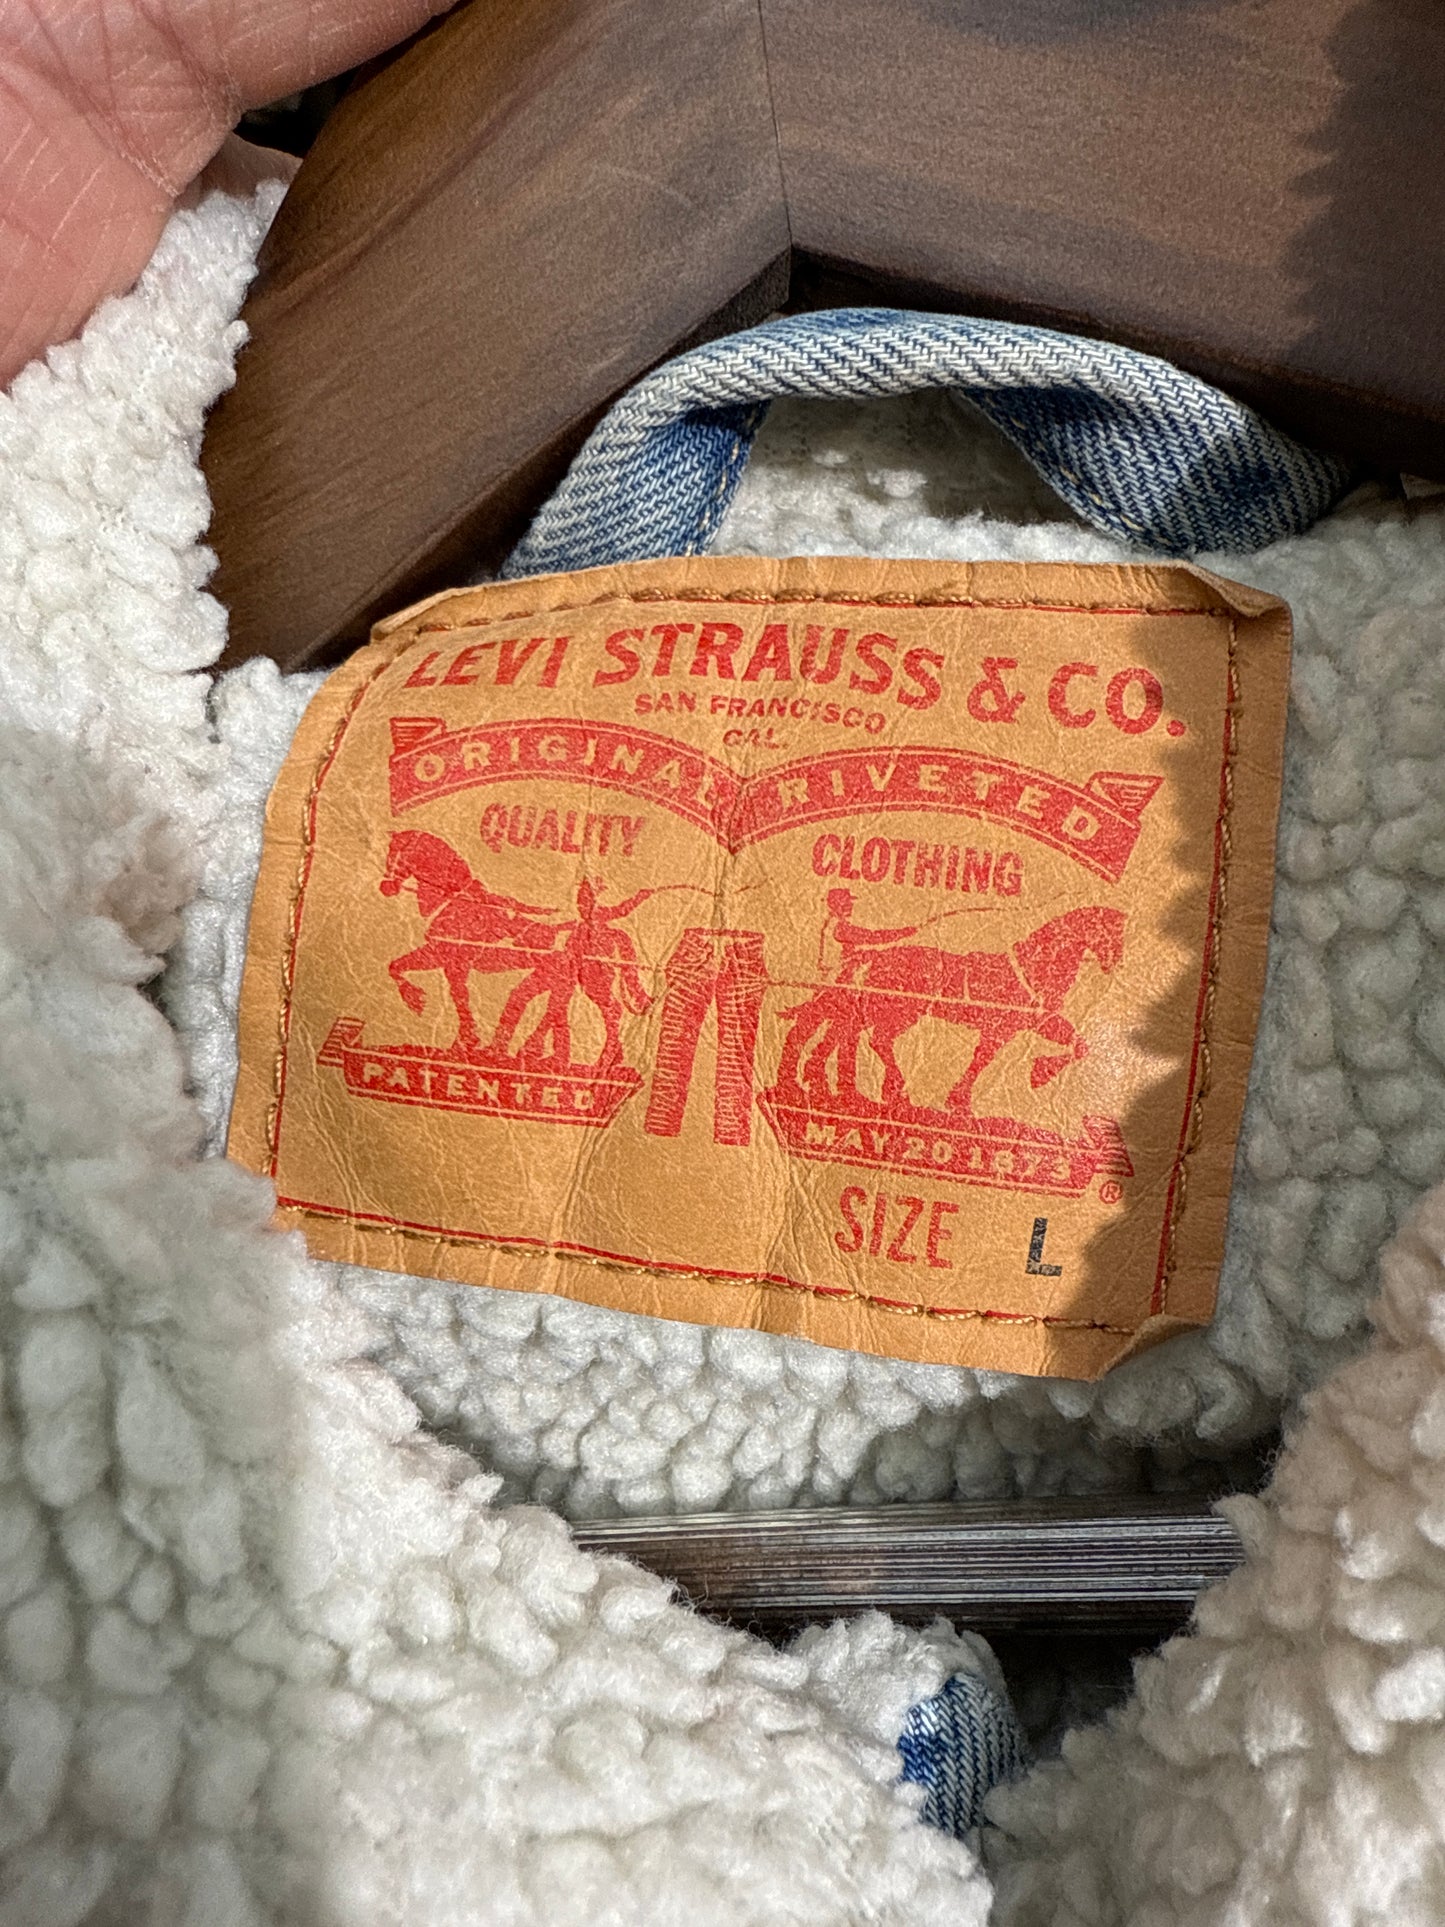 LEVI STRAUSS & CO.
SAN FRANCISCO
CAL.
ORIGINAL RIVETED
QUALITY CLOTHING
PATENTED MAY 20 1873
®
SIZE L